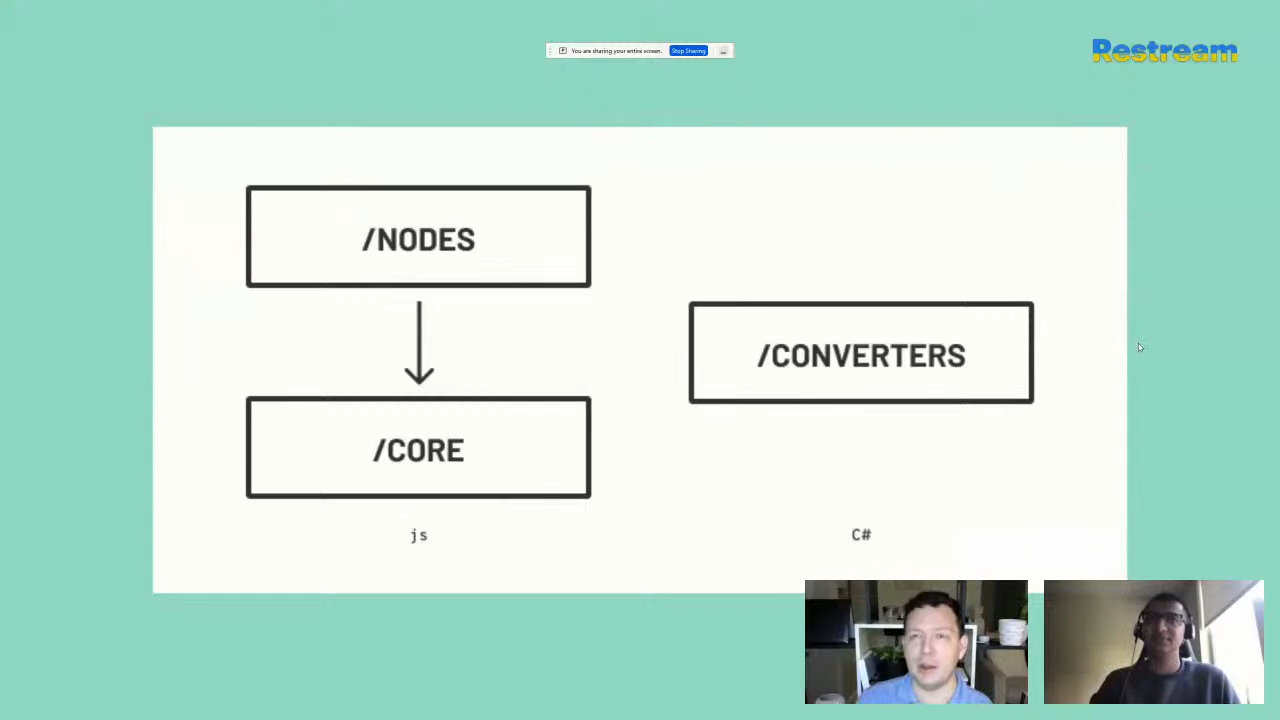 You are sharing your entire screen.
Stop Sharing
Restream
/NODES
/CONVERTERS
/CORE
js
C#